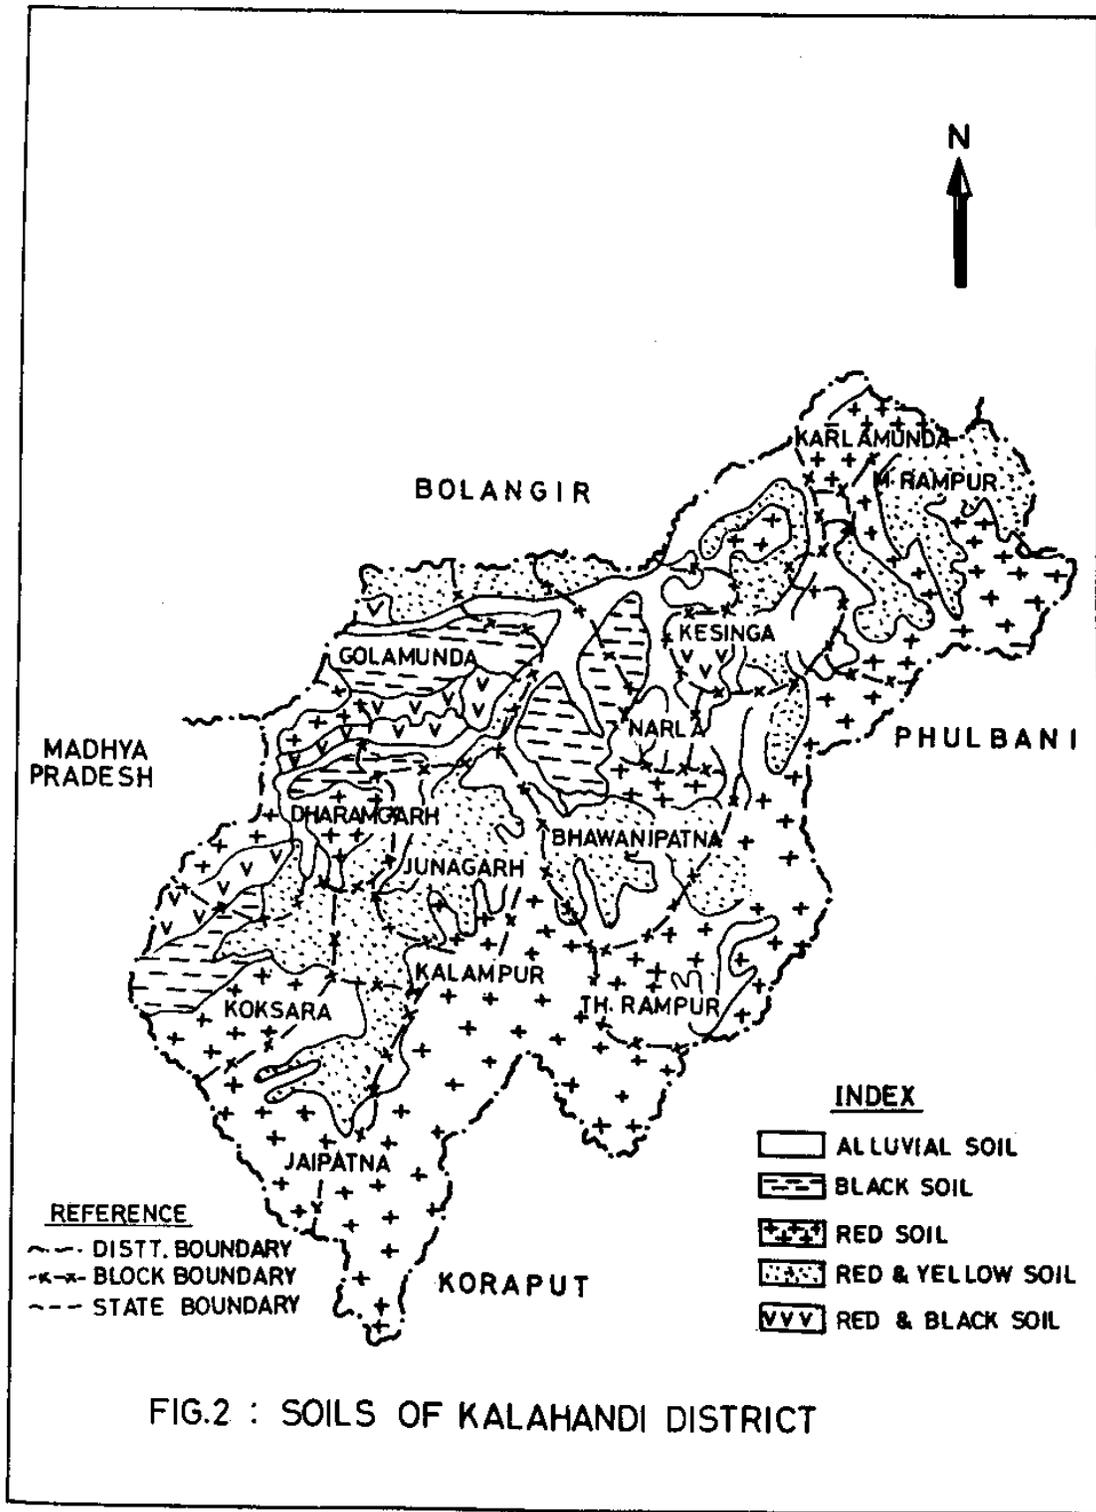 N
KARLAMUNDA
M. RAMPUR
BOLANGIR
KESINGA
GOLAMUNDA
NARLA
PHULBANI
MADHYA
PRADESH
DHARAMGARH
BHAWANIPATNA
JUNAGARH
KALAMPUR
TH. RAMPUR
KOKSARA
JAIPATNA
KORAPUT
INDEX
ALLUVIAL SOIL
BLACK SOIL
RED SOIL
RED & YELLOW SOIL
RED & BLACK SOIL
REFERENCE
DISTT. BOUNDARY
BLOCK BOUNDARY
STATE BOUNDARY
FIG.2 : SOILS OF KALAHANDI DISTRICT